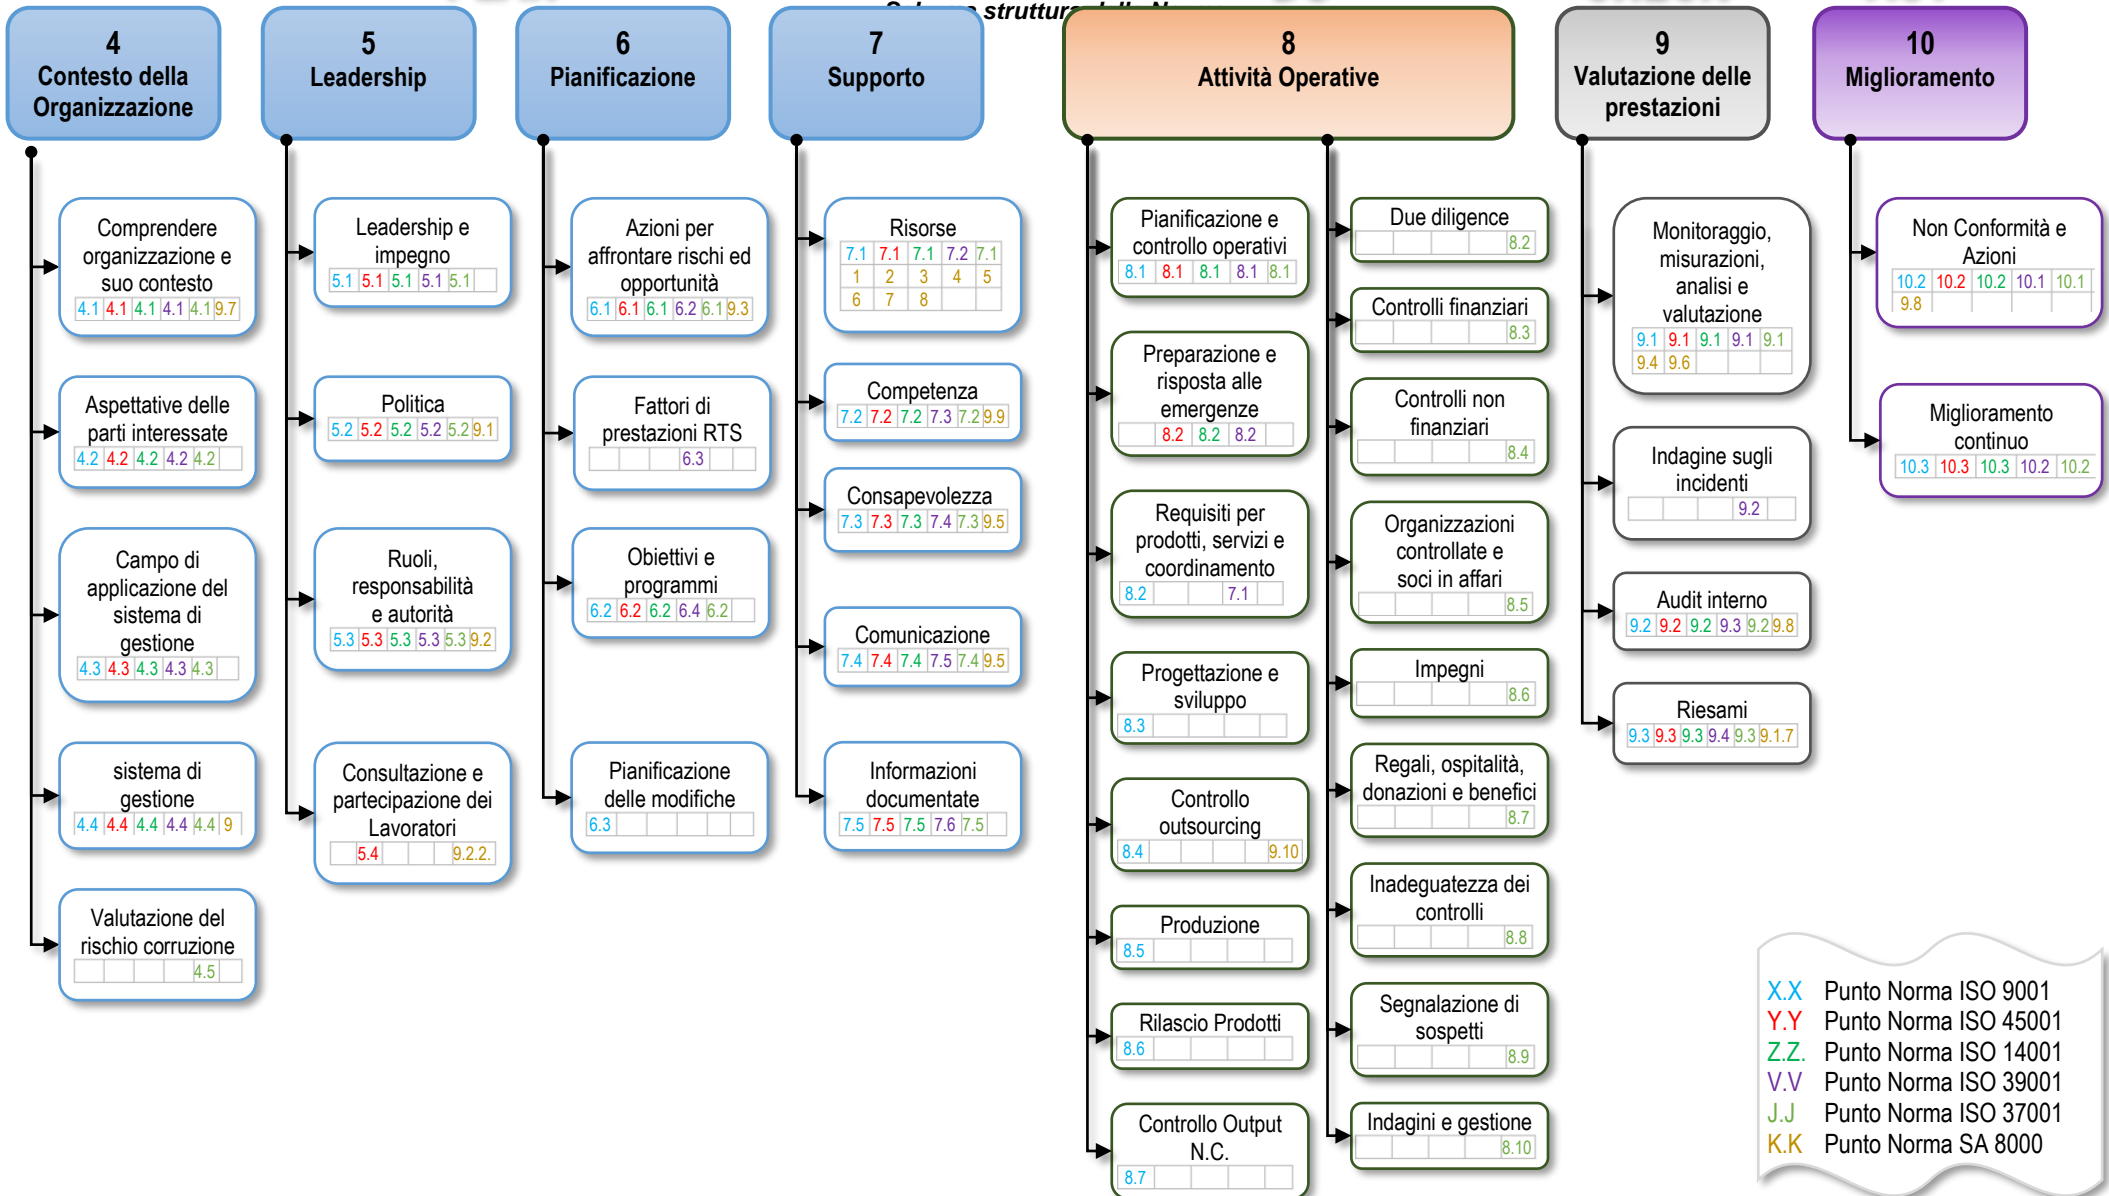 4
Contesto della
Organizzazione
5
Leadership
6
Pianificazione
7
Supporto
8
Attività Operative
9
Valutazione delle
prestazioni
10
Miglioramento
Comprendere
organizzazione e
suo contesto
4.1 4.1 4.1 4.1 4.1 9.7
Aspettative delle
parti interessate
4.2 4.2 4.2 4.2 4.2
Campo di
applicazione del
sistema di
gestione
4.3 4.3 4.3 4.3 4.3
sistema di
gestione
4.4 4.4 4.4 4.4 4.4 9
Valutazione del
rischio corruzione
4.5
Leadership e
impegno
5.1 5.1 5.1 5.1 5.1
Politica
5.2 5.2 5.2 5.2 5.2 9.1
Ruoli,
responsabilità
e autorità
5.3 5.3 5.3 5.3 5.3 9.2
Consultazione e
partecipazione dei
Lavoratori
5.4 9.2.2.
Azioni per
affrontare rischi ed
opportunità
6.1 6.1 6.1 6.2 6.1 9.3
Fattori di
prestazioni RTS
6.3
Obiettivi e
programmi
6.2 6.2 6.2 6.4 6.2
Pianificazione
delle modifiche
6.3
Risorse
7.1 7.1 7.1 7.2 7.1
1 2 3 4 5
6 7 8
Competenza
7.2 7.2 7.2 7.3 7.2 9.9
Consapevolezza
7.3 7.3 7.3 7.4 7.3 9.5
Comunicazione
7.4 7.4 7.4 7.5 7.4 9.5
Informazioni
documentate
7.5 7.5 7.5 7.6 7.5
Pianificazione e
controllo operativi
8.1 8.1 8.1 8.1 8.1
Preparazione e
risposta alle
emergenze
8.2 8.2 8.2
Requisiti per
prodotti, servizi e
coordinamento
8.2 7.1
Progettazione e
sviluppo
8.3
Controllo
outsourcing
8.4 9.10
Produzione
8.5
Rilascio Prodotti
8.6
Controllo Output
N.C.
8.7
Due diligence
8.2
Controlli finanziari
8.3
Controlli non
finanziari
8.4
Organizzazioni
controllate e
soci in affari
8.5
Impegni
8.6
Regali, ospitalità,
donazioni e benefici
8.7
Inadeguatezza dei
controlli
8.8
Segnalazione di
sospetti
8.9
Indagini e gestione
8.10
Monitoraggio,
misurazioni,
analisi e
valutazione
9.1 9.1 9.1 9.1 9.1
9.4 9.6
Indagine sugli
incidenti
9.2
Audit interno
9.2 9.2 9.2 9.3 9.2 9.8
Riesami
9.3 9.3 9.3 9.4 9.3 9.1.7
Non Conformità e
Azioni
10.2 10.2 10.2 10.1 10.1
9.8
Miglioramento
continuo
10.3 10.3 10.3 10.2 10.2
X.X Punto Norma ISO 9001
Y.Y Punto Norma ISO 45001
Z.Z. Punto Norma ISO 14001
V.V Punto Norma ISO 39001
J.J Punto Norma ISO 37001
K.K Punto Norma SA 8000